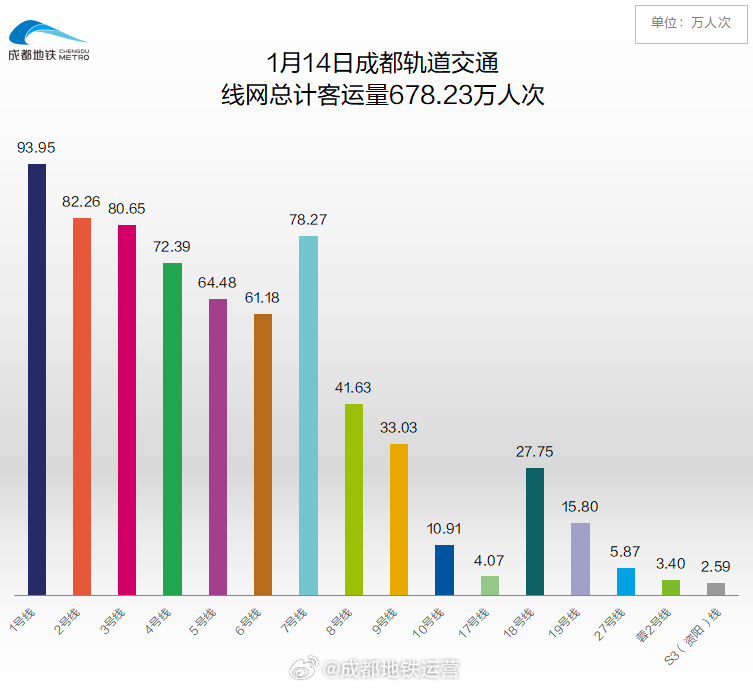 成都地铁 CHENGDU METRO
单位：万人次
1月14日成都轨道交通
线网总计客运量678.23万人次
93.95
82.26
80.65
72.39
64.48
61.18
78.27
41.63
33.03
10.91
4.07
27.75
15.80
5.87
3.40
2.59
1号线
2号线
3号线
4号线
5号线
6号线
7号线
8号线
9号线
10号线
17号线
18号线
19号线
27号线
蓉2号线
S3（资阳）线
@成都地铁运营